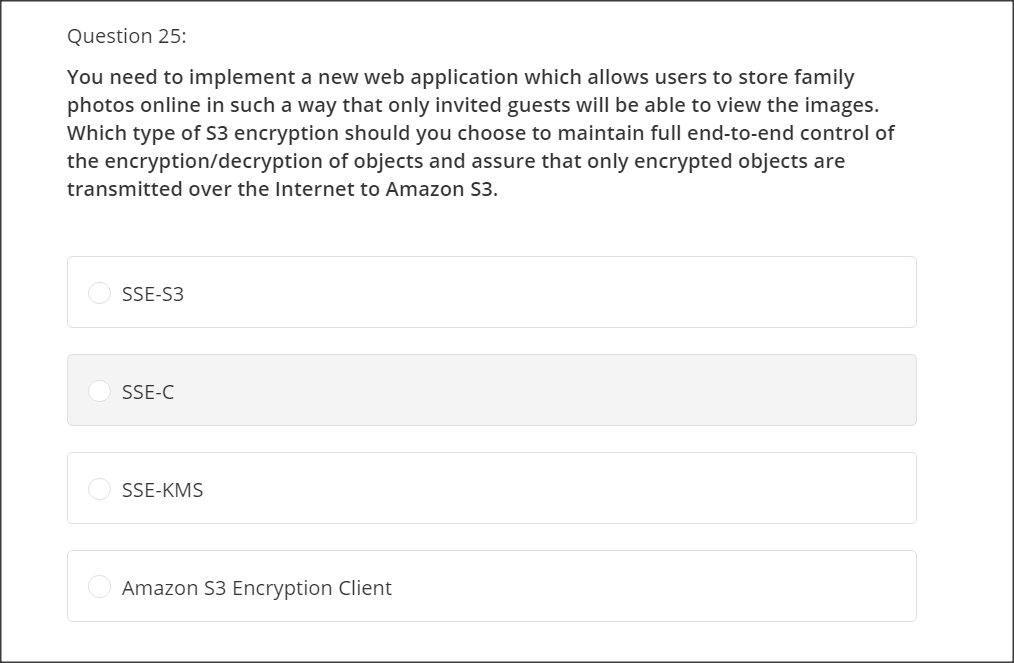 Question 25:
You need to implement a new web application which allows users to store family
photos online in such a way that only invited guests will be able to view the images.
Which type of S3 encryption should you choose to maintain full end-to-end control of
the encryption/decryption of objects and assure that only encrypted objects are
transmitted over the Internet to Amazon S3.
SSE-S3
SSE-C
SSE-KMS
Amazon S3 Encryption Client